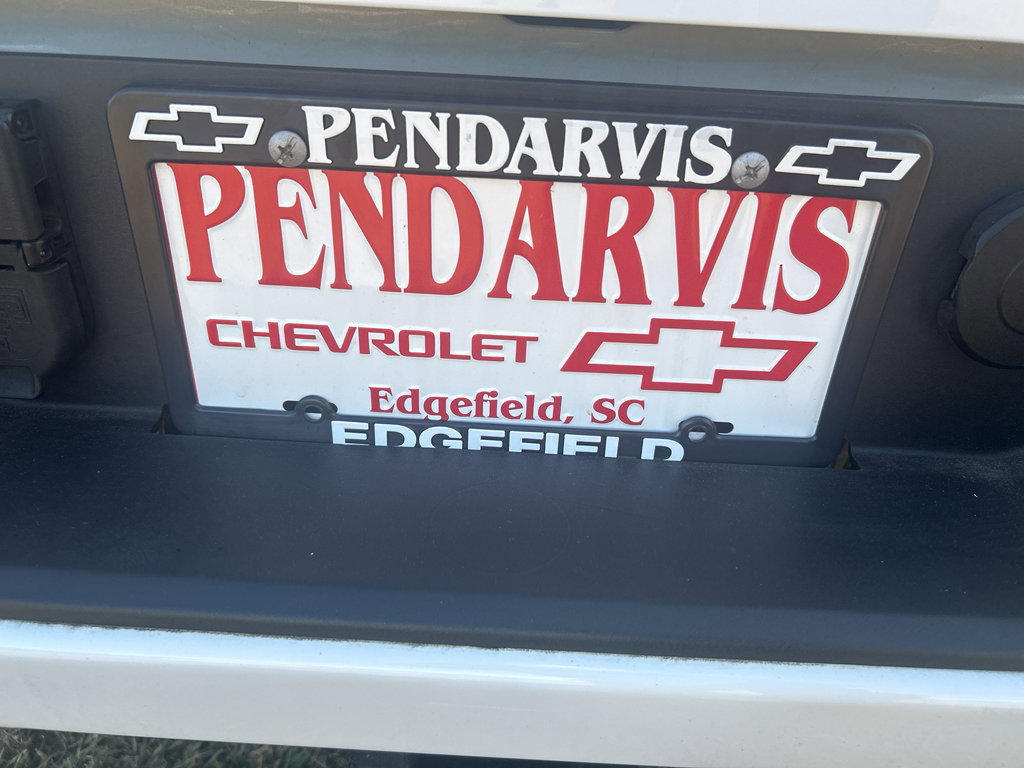 PENDARVIS
PENDARVIS
CHEVROLET
Edgefield, SC
EDGEFIELD